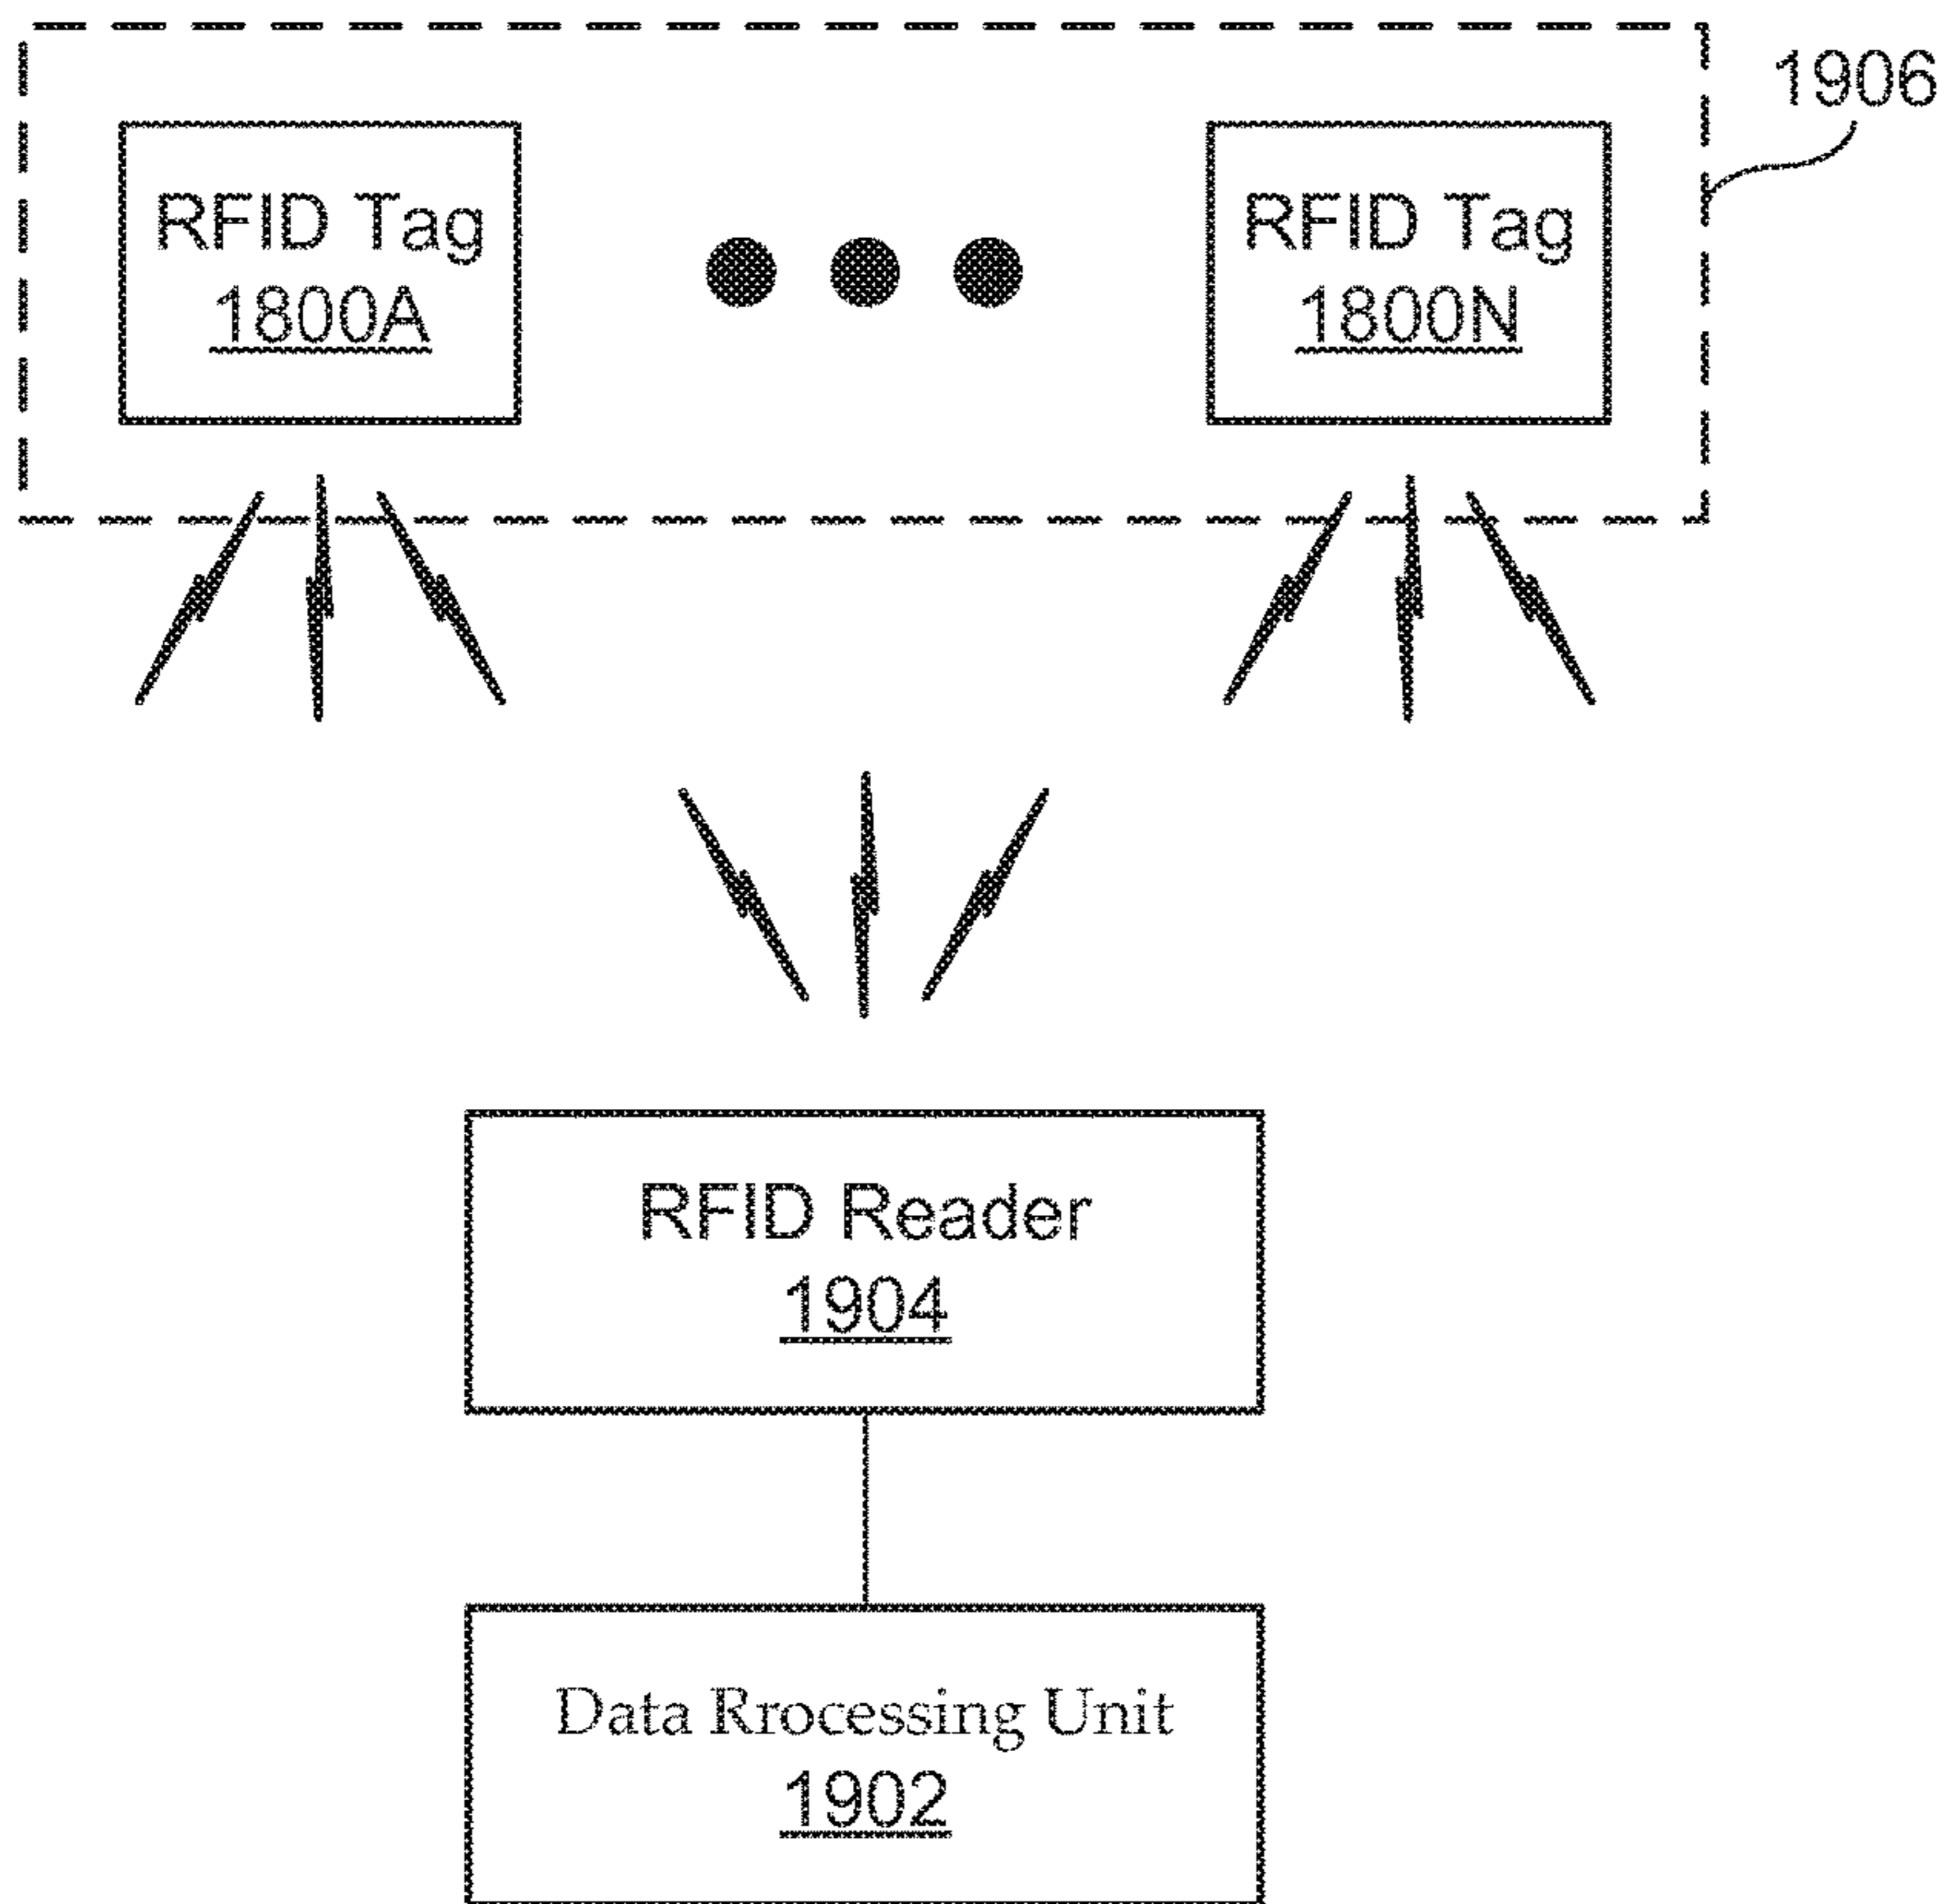 1906
RFID Tag
1800A
RFID Tag
1800N
RFID Reader
1904
Data Rrocessing Unit
1902